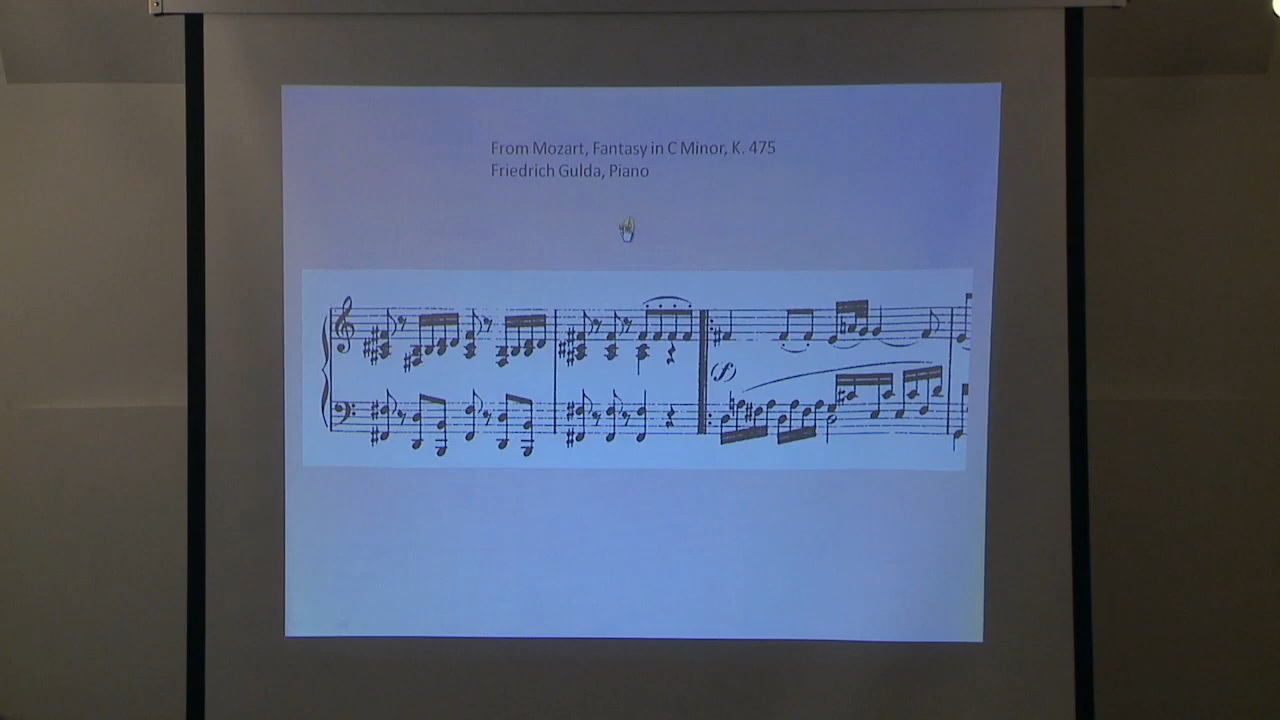 From Mozart, Fantasy in C Minor, K. 475
Friedrich Gulda, Piano
(f)